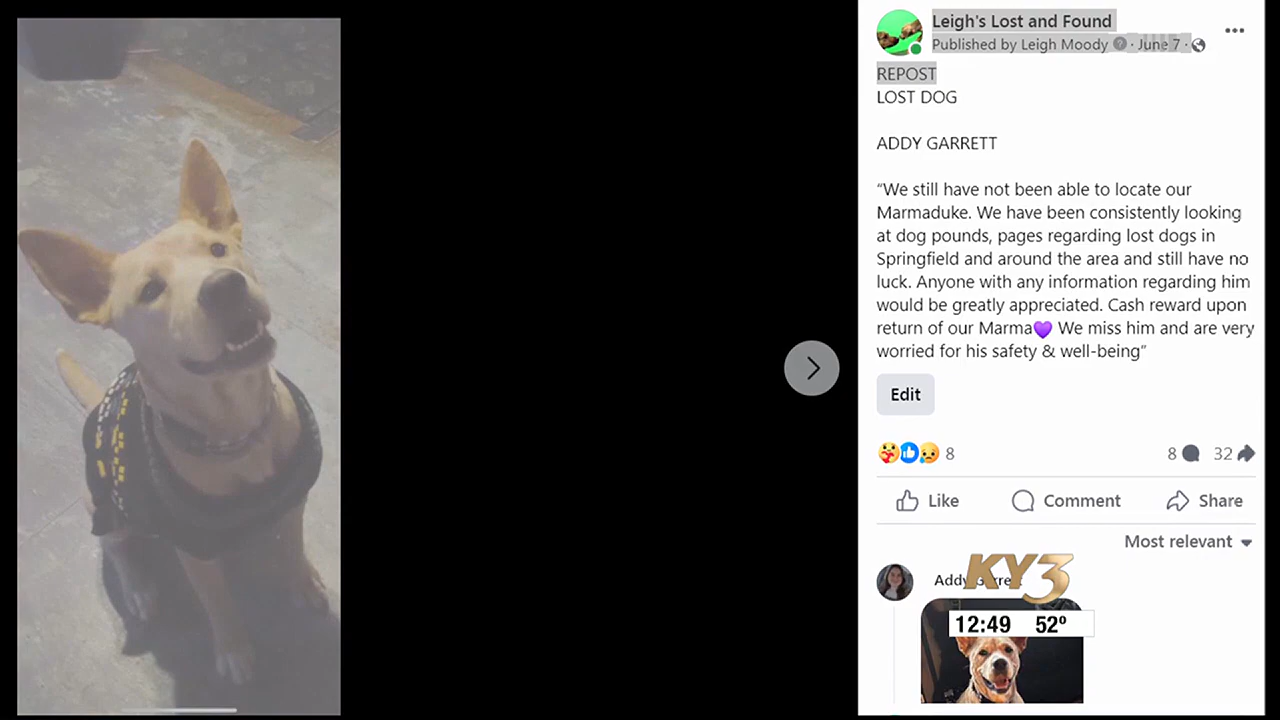 Leigh's Lost and Found
Published by Leigh Moody · June 7 ·
REPOST
LOST DOG
ADDY GARRETT
“We still have not been able to locate our
Marmaduke. We have been consistently looking
at dog pounds, pages regarding lost dogs in
Springfield and around the area and still have no
luck. Anyone with any information regarding him
would be greatly appreciated. Cash reward upon
return of our Marma💜 We miss him and are very
worried for his safety & well-being”
Edit
8
8 32
Like Comment Share
Most relevant
KY3
12:49 52º